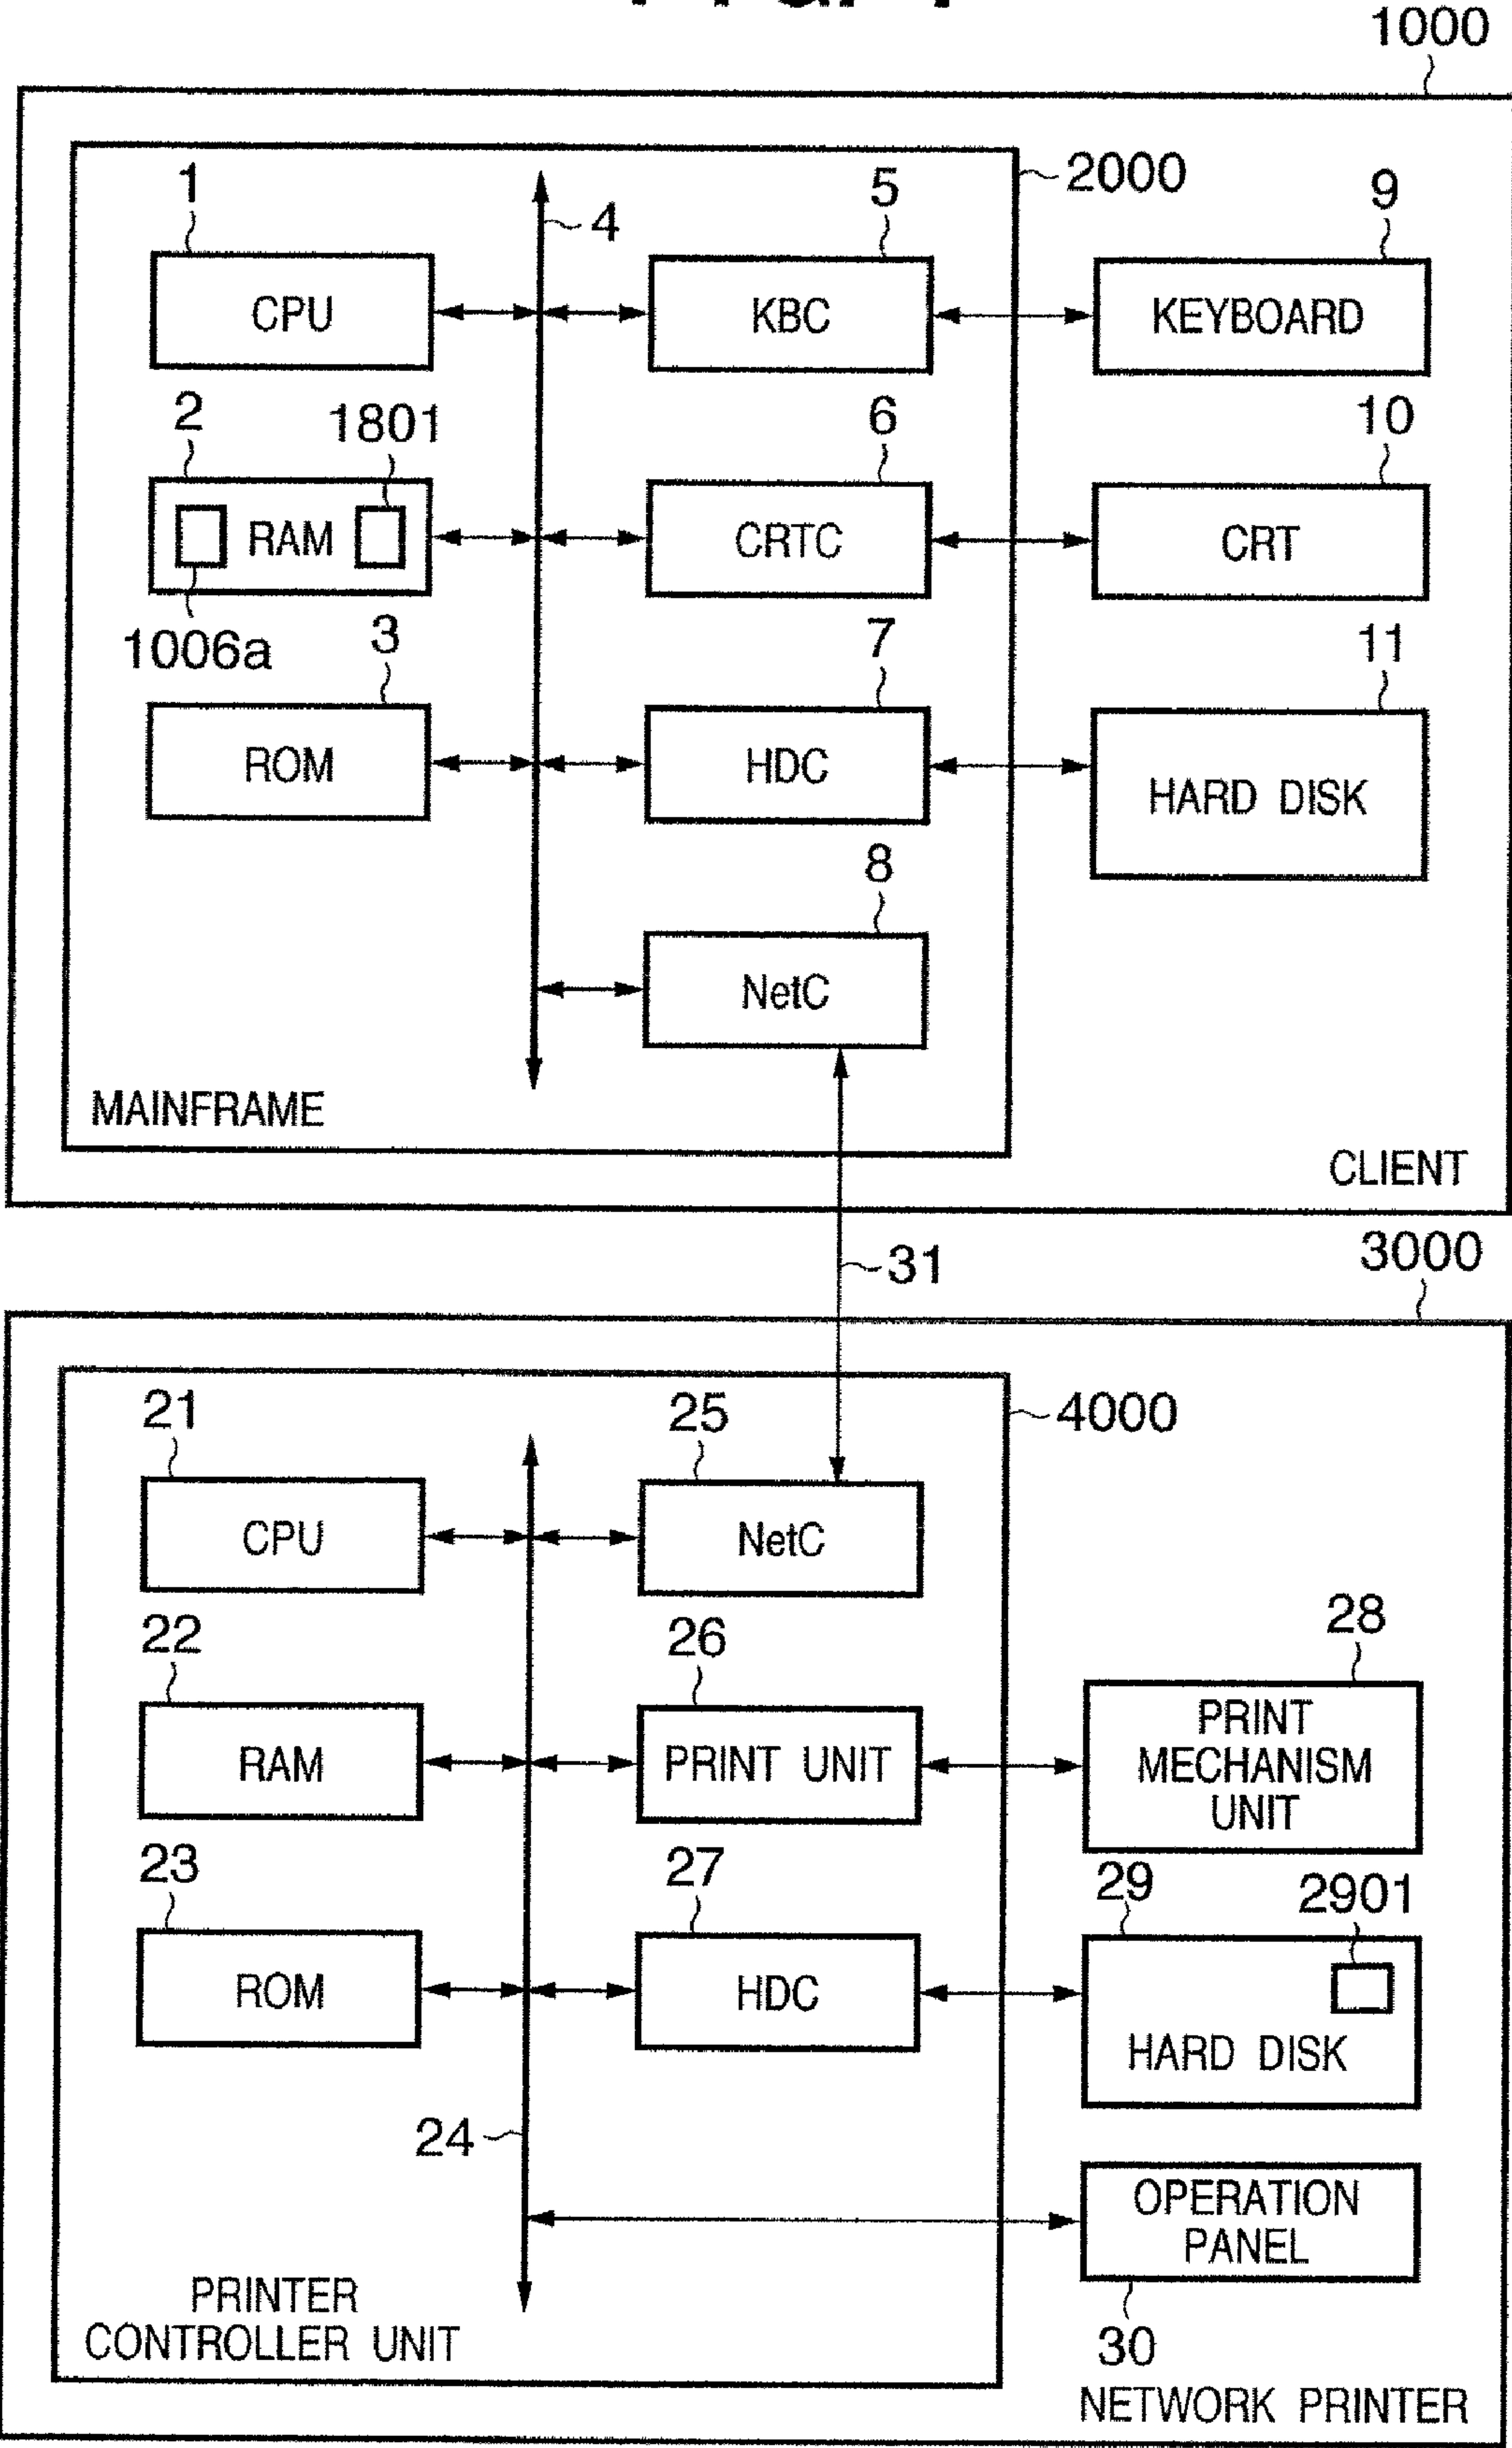 1000
2000
1
4
5
9
CPU
KBC
KEYBOARD
2
1801
6
10
RAM
CRTC
CRT
1006a
3
7
11
ROM
HDC
HARD DISK
8
NetC
MAINFRAME
CLIENT
31
3000
21
25
4000
CPU
NetC
22
26
28
RAM
PRINT UNIT
PRINT
MECHANISM
UNIT
23
27
29
2901
ROM
HDC
HARD DISK
24
OPERATION
PANEL
PRINTER
CONTROLLER UNIT
30
NETWORK PRINTER